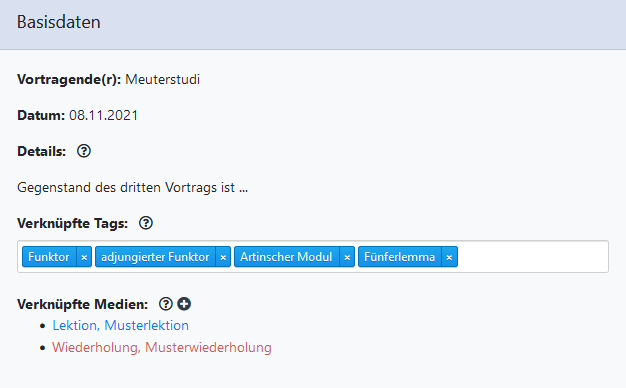 Basisdaten
Vortragende(r): Meuterstudi
Datum: 08.11.2021
Details:
Gegenstand des dritten Vortrags ist ...
Verknüpfte Tags:
Funktor × adjungierter Funktor × Artinscher Modul × Fünferlemma ×
Verknüpfte Medien:
Lektion, Musterlektion
Wiederholung, Musterwiederholung